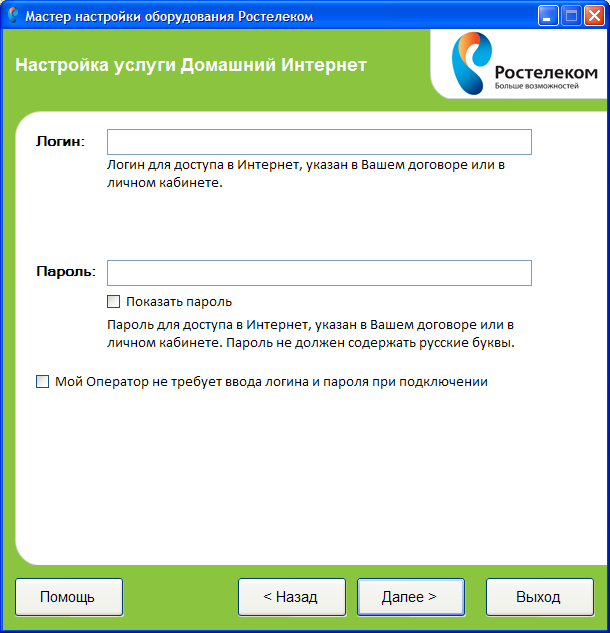 Мастер настройки оборудования Ростелеком
Настройка услуги Домашний Интернет
Ростелеком
Больше возможностей
Логин:
Логин для доступа в Интернет, указан в Вашем договоре или в
личном кабинете.
Пароль:
Показать пароль
Пароль для доступа в Интернет, указан в Вашем договоре или в
личном кабинете. Пароль не должен содержать русские буквы.
Мой Оператор не требует ввода логина и пароля при подключении
Помощь
< Назад
Далее >
Выход